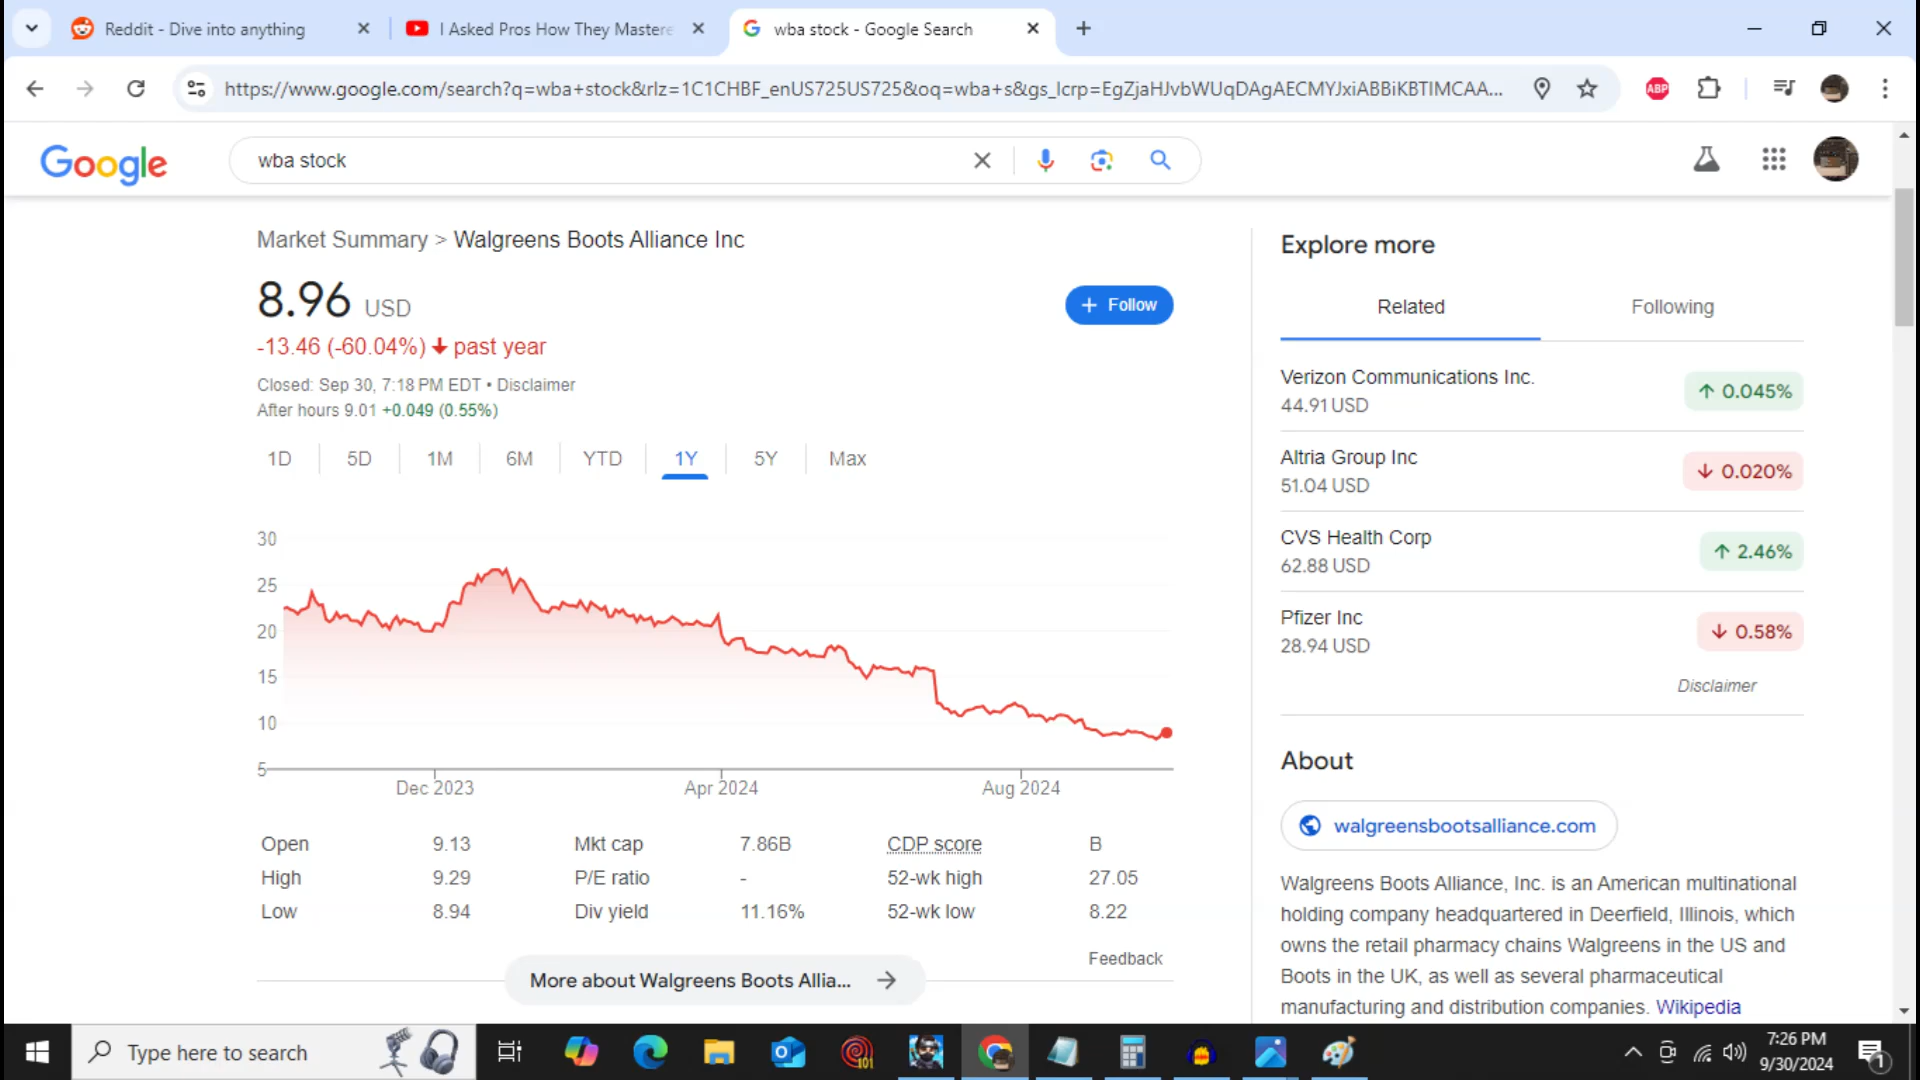 Reddit - Dive into anything
I Asked Pros How They Mastere
wba stock - Google Search
https://www.google.com/search?q=wba+stock&rlz=1C1CHBF_enUS725US725&oq=wba+s&gs_lcrp=EgZjaHJvbWUqDAgAECMYJxiABBiKBTIMCAA...
ABP
Google
wba stock
Market Summary > Walgreens Boots Alliance Inc
8.96 USD
+ Follow
-13.46 (-60.04%) past year
Closed: Sep 30, 7:18 PM EDT • Disclaimer
After hours 9.01 +0.049 (0.55%)
1D 5D 1M 6M YTD 1Y 5Y Max
30
25
20
15
10
5
Dec 2023 Apr 2024 Aug 2024
Open 9.13 Mkt cap 7.86B CDP score B
High 9.29 P/E ratio - 52-wk high 27.05
Low 8.94 Div yield 11.16% 52-wk low 8.22
Feedback
More about Walgreens Boots Allia...
Explore more
Related Following
Verizon Communications Inc.
44.91 USD
↑ 0.045%
Altria Group Inc
51.04 USD
↓ 0.020%
CVS Health Corp
62.88 USD
↑ 2.46%
Pfizer Inc
28.94 USD
↓ 0.58%
Disclaimer
About
walgreensbootsalliance.com
Walgreens Boots Alliance, Inc. is an American multinational
holding company headquartered in Deerfield, Illinois, which
owns the retail pharmacy chains Walgreens in the US and
Boots in the UK, as well as several pharmaceutical
manufacturing and distribution companies. Wikipedia
Type here to search
101
7:26 PM
9/30/2024
1